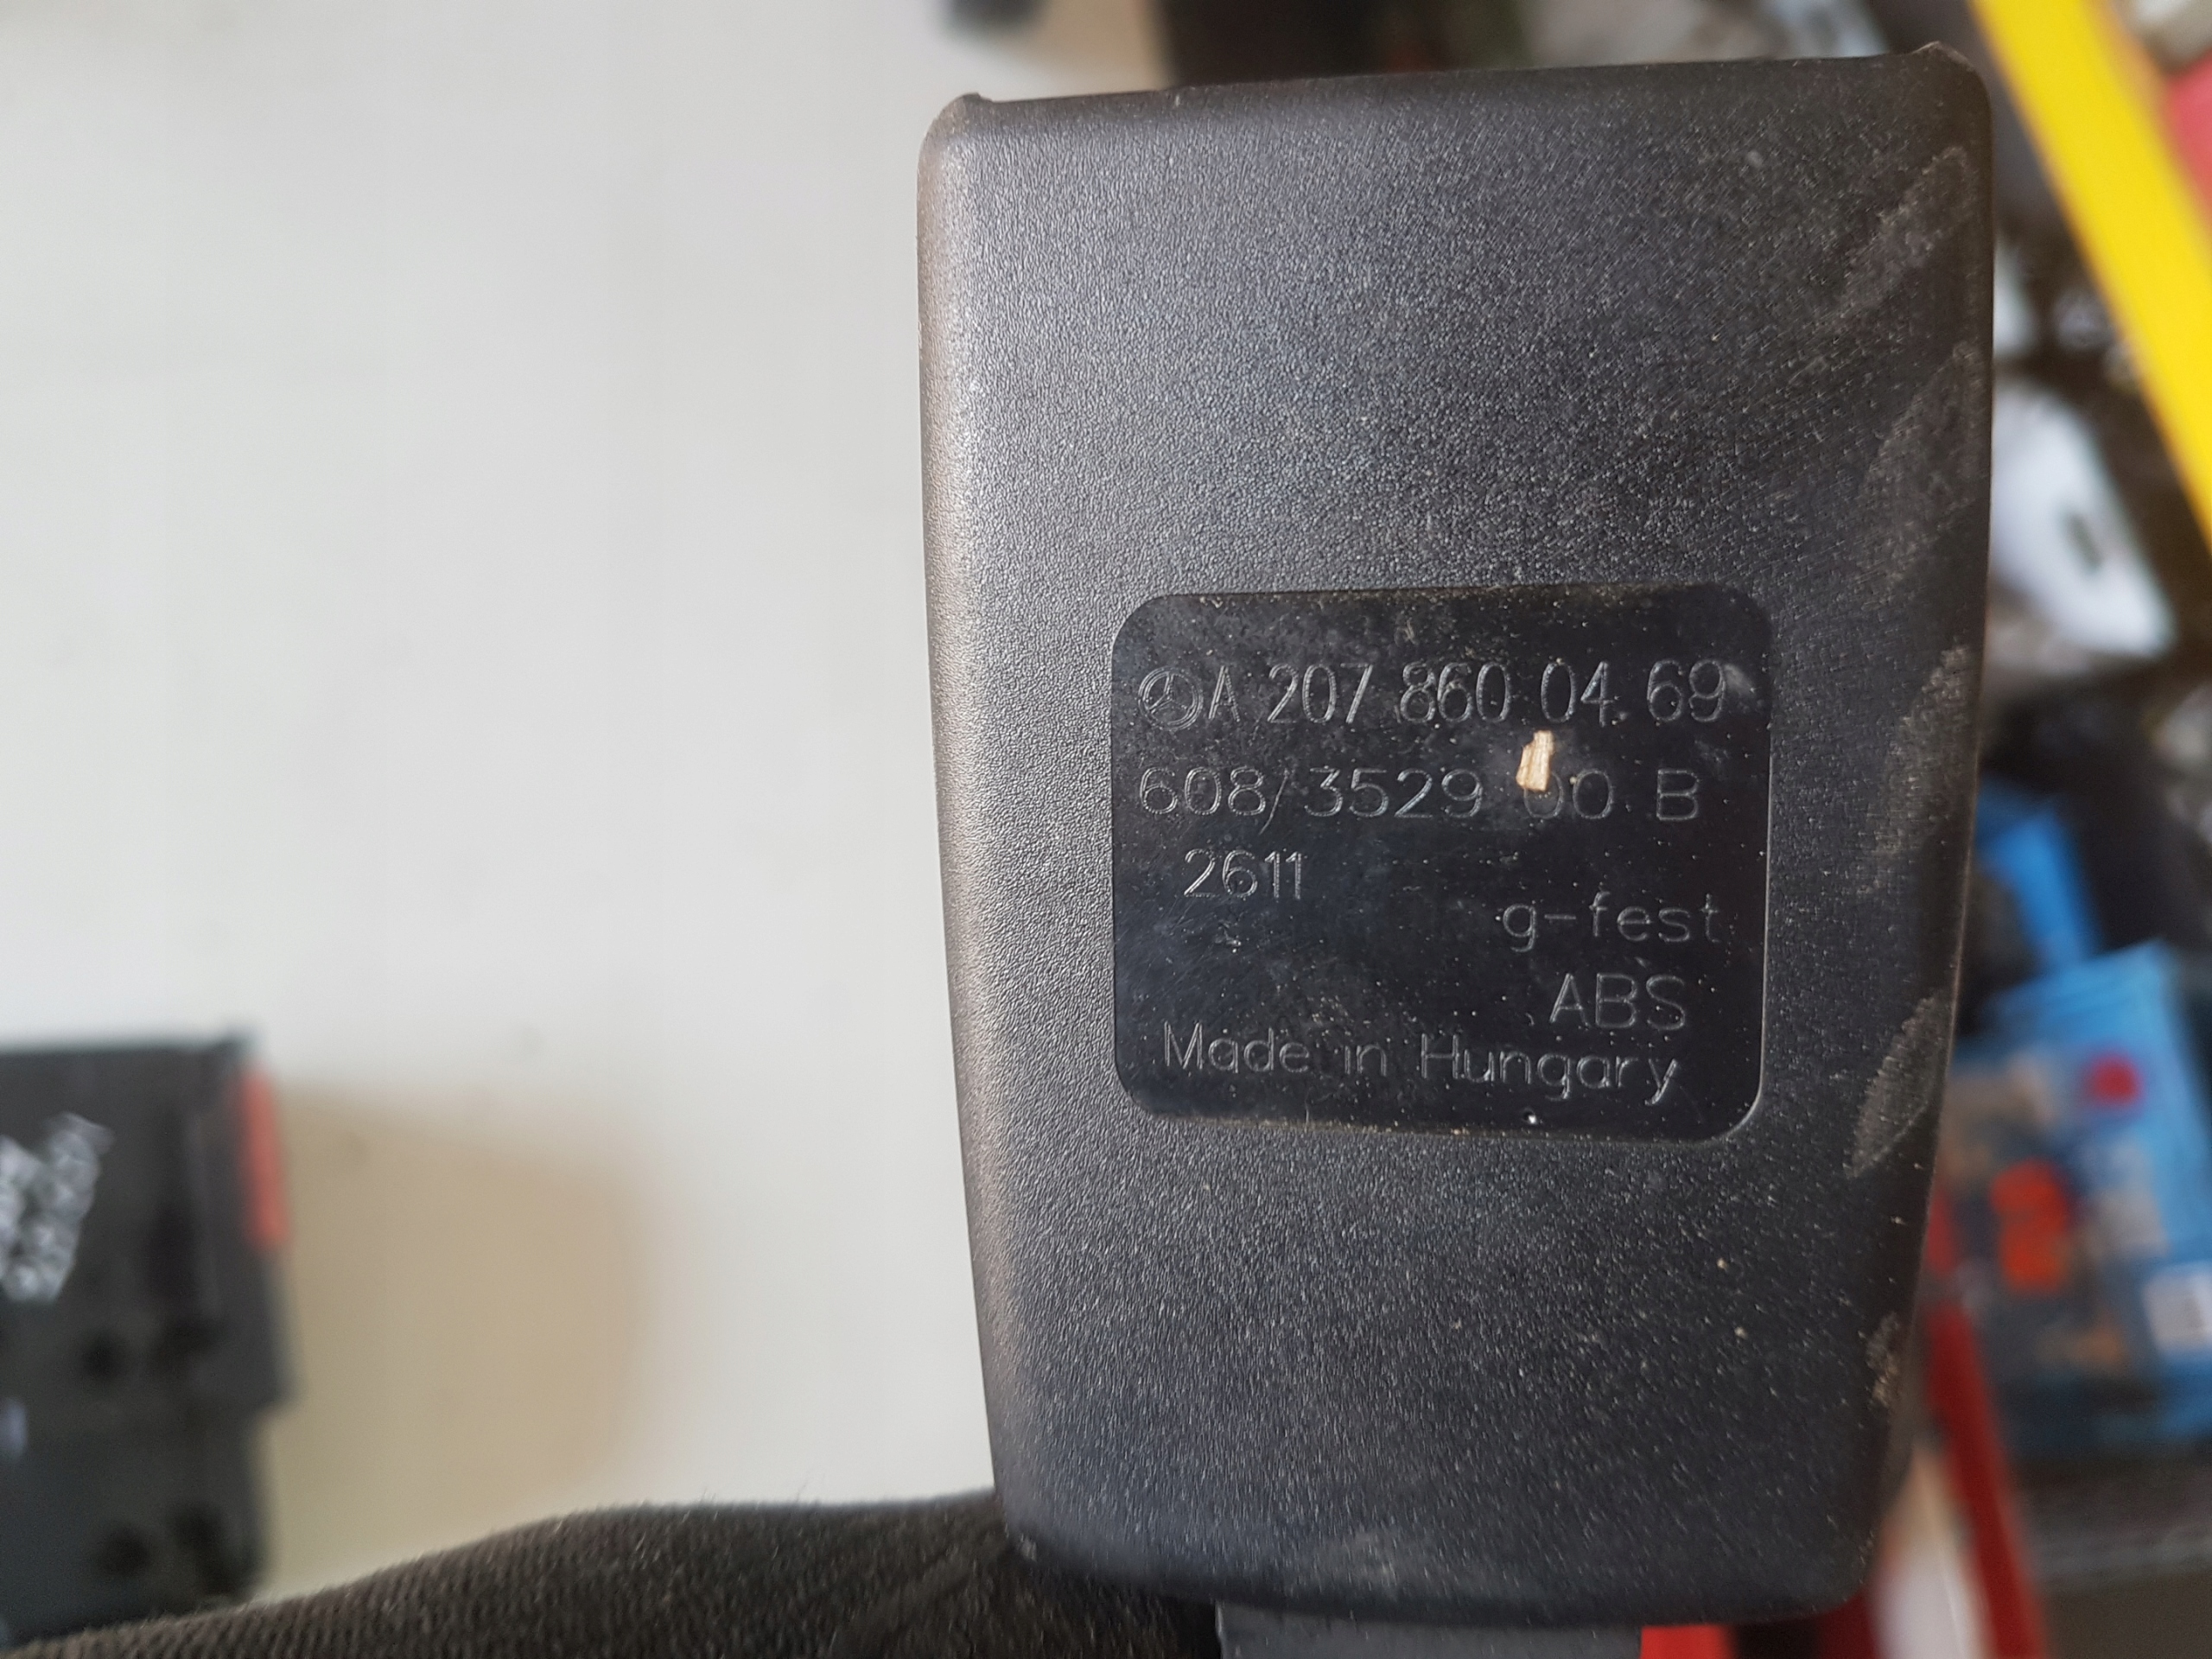 A 207 860 04 69
608/3529 00 B
2611
g-fest
ABS
Made in Hungary